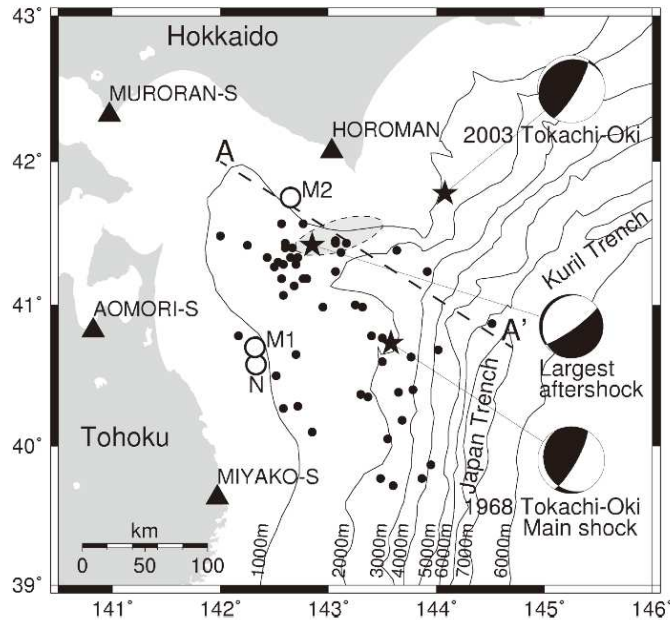 43°
Hokkaido
MURORAN-S
HOROMAN
2003 Tokachi-Oki
42°
A
M2
Kuril Trench
41°
AOMORI-S
M1
A'
N
Largest
aftershock
Tohoku
40°
Japan Trench
MIYAKO-S
1968 Tokachi-Oki
Main shock
km
0 50 100
1000m
2000m
3000m
4000m
5000m
6000m
7000m
6000m
39°
141° 142° 143° 144° 145° 146°